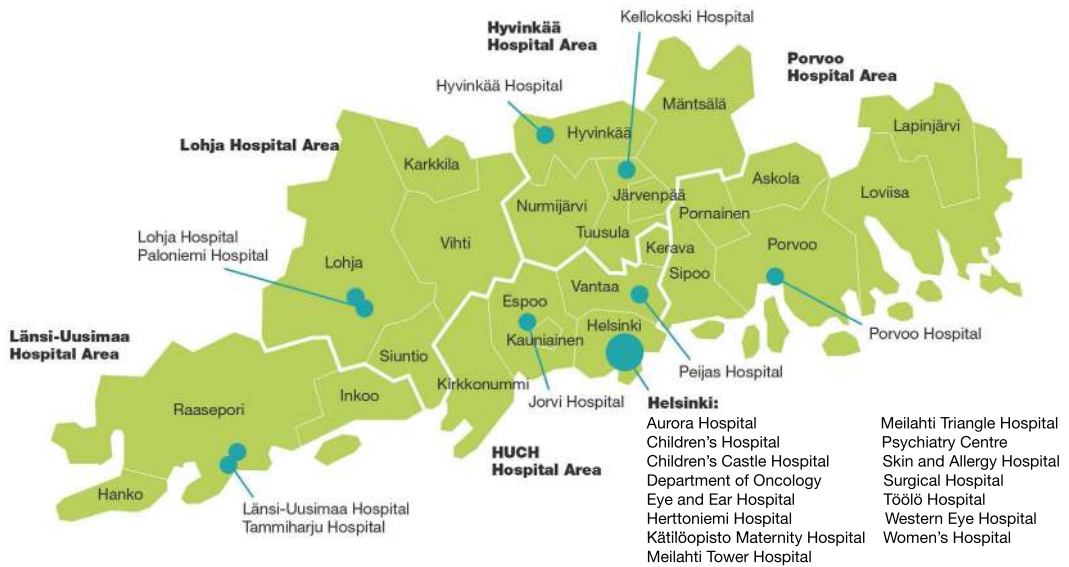 Kellokoski Hospital
Hyvinkää
Hospital Area
Porvoo
Hospital Area
Hyvinkää Hospital
Mäntsälä
Lapinjärvi
Hyvinkää
Lohja Hospital Area
Karkkila
Askola
Järvenpää
Loviisa
Nurmijärvi
Pornainen
Tuusula
Lohja Hospital
Paloniemi Hospital
Vihti
Kerava
Porvoo
Lohja
Sipoo
Vantaa
Espoo
Helsinki
Länsi-Uusimaa
Hospital Area
Kauniainen
Porvoo Hospital
Siuntio
Peijas Hospital
Kirkkonummi
Inkoo
Raasepori
Jorvi Hospital
HUCH
Hospital Area
Hanko
Länsi-Uusimaa Hospital
Tammiharju Hospital
Helsinki:
Aurora Hospital
Children's Hospital
Children's Castle Hospital
Department of Oncology
Eye and Ear Hospital
Herttoniemi Hospital
Kätilöopisto Maternity Hospital
Meilahti Tower Hospital
Meilahti Triangle Hospital
Psychiatry Centre
Skin and Allergy Hospital
Surgical Hospital
Töölö Hospital
Western Eye Hospital
Women's Hospital